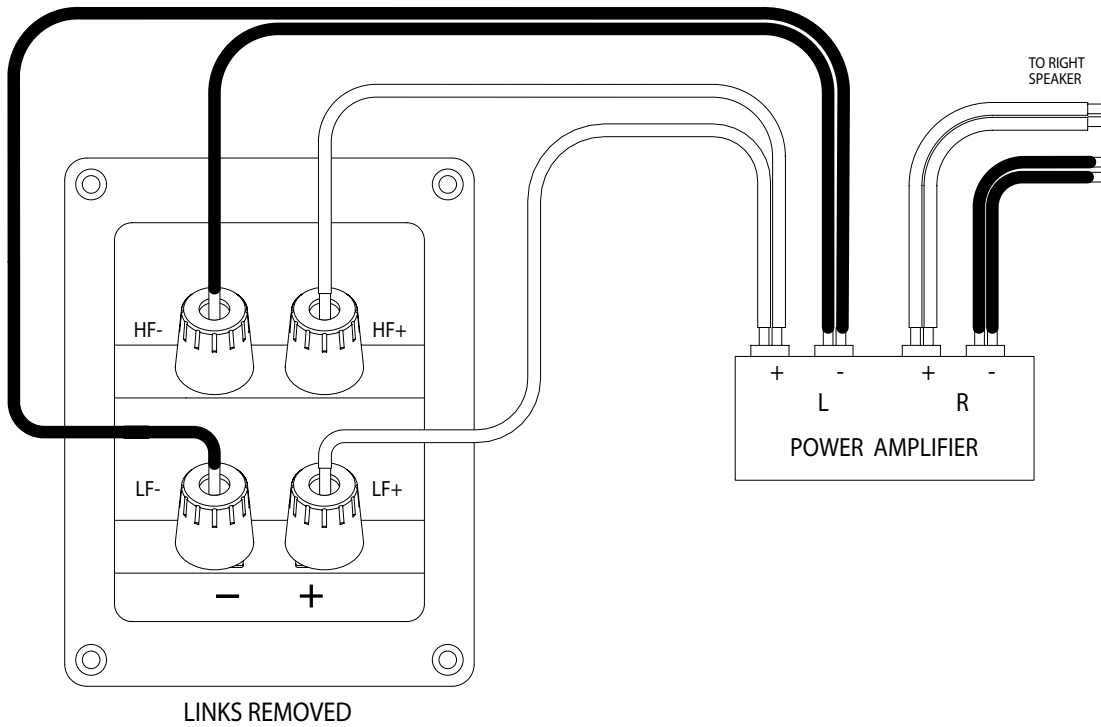 TO RIGHT
SPEAKER
HF-
HF+
+
-
+
-
L
R
POWER AMPLIFIER
LF-
LF+
− +
LINKS REMOVED